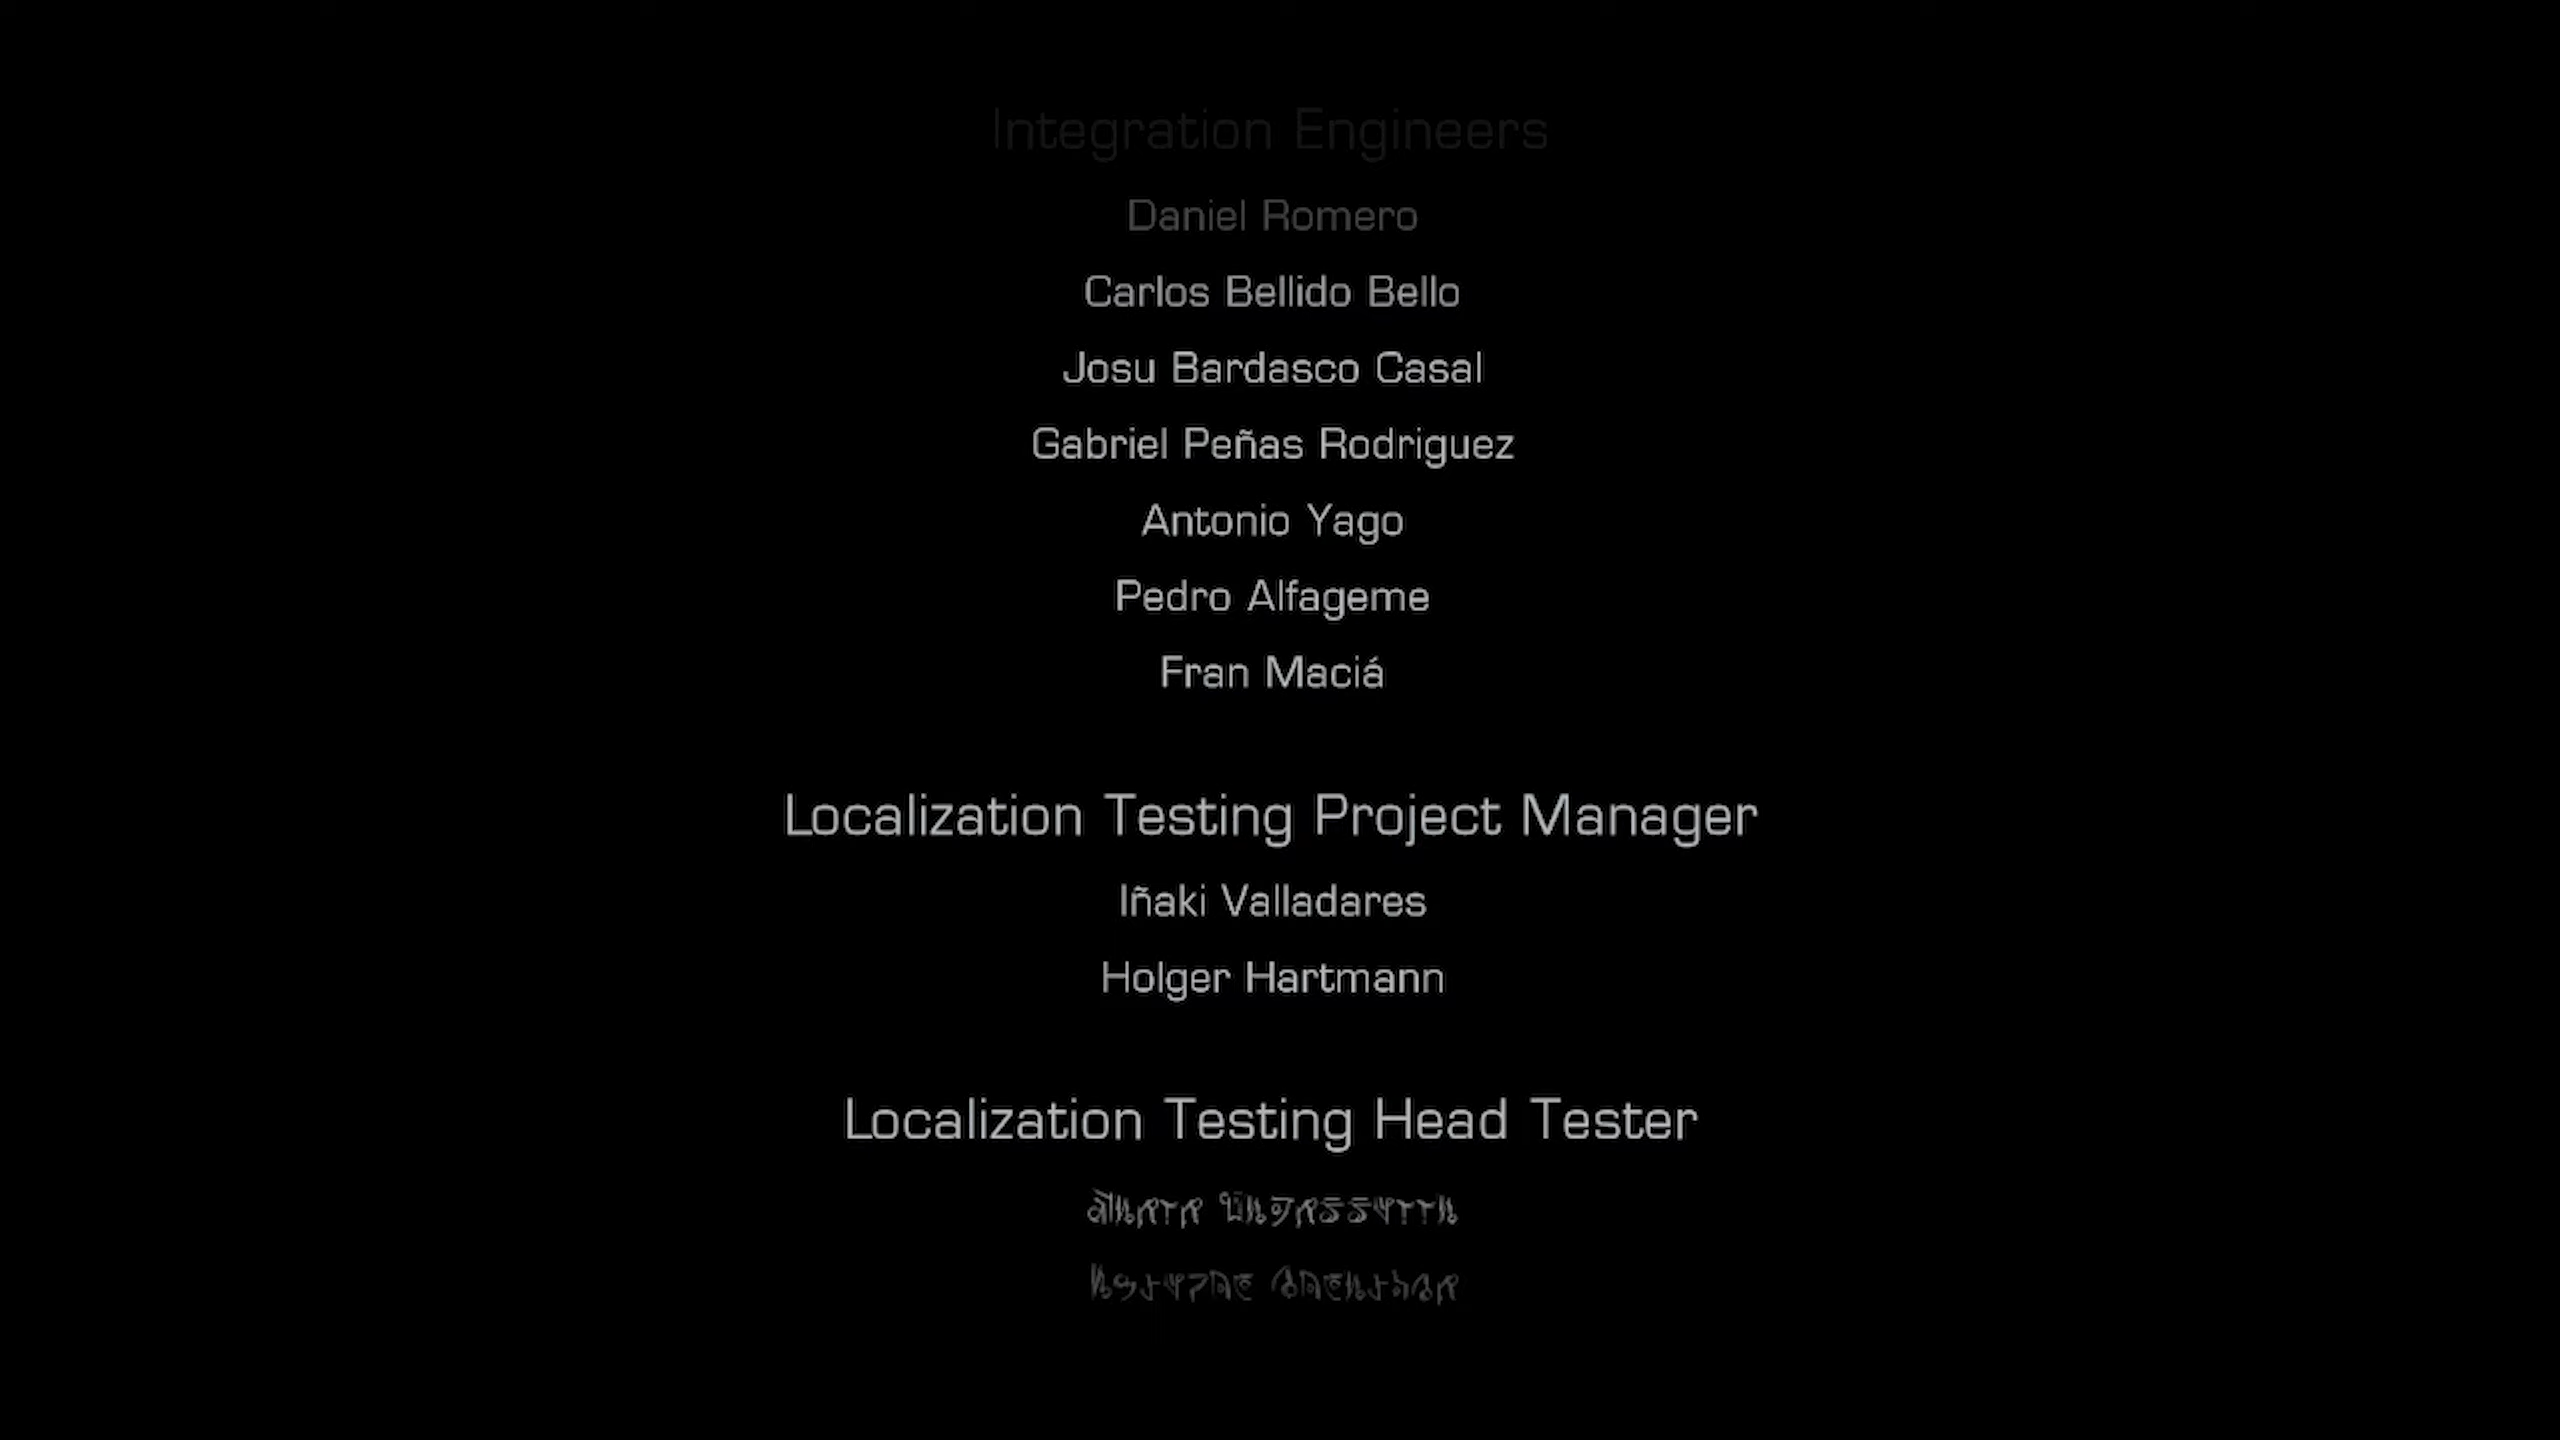 Integration Engineers
Daniel Romero
Carlos Bellido Bello
Josu Bardasco Casal
Gabriel Peñas Rodriguez
Antonio Yago
Pedro Alfageme
Fran Maciá
Localization Testing Project Manager
Iñaki Valladares
Holger Hartmann
Localization Testing Head Tester